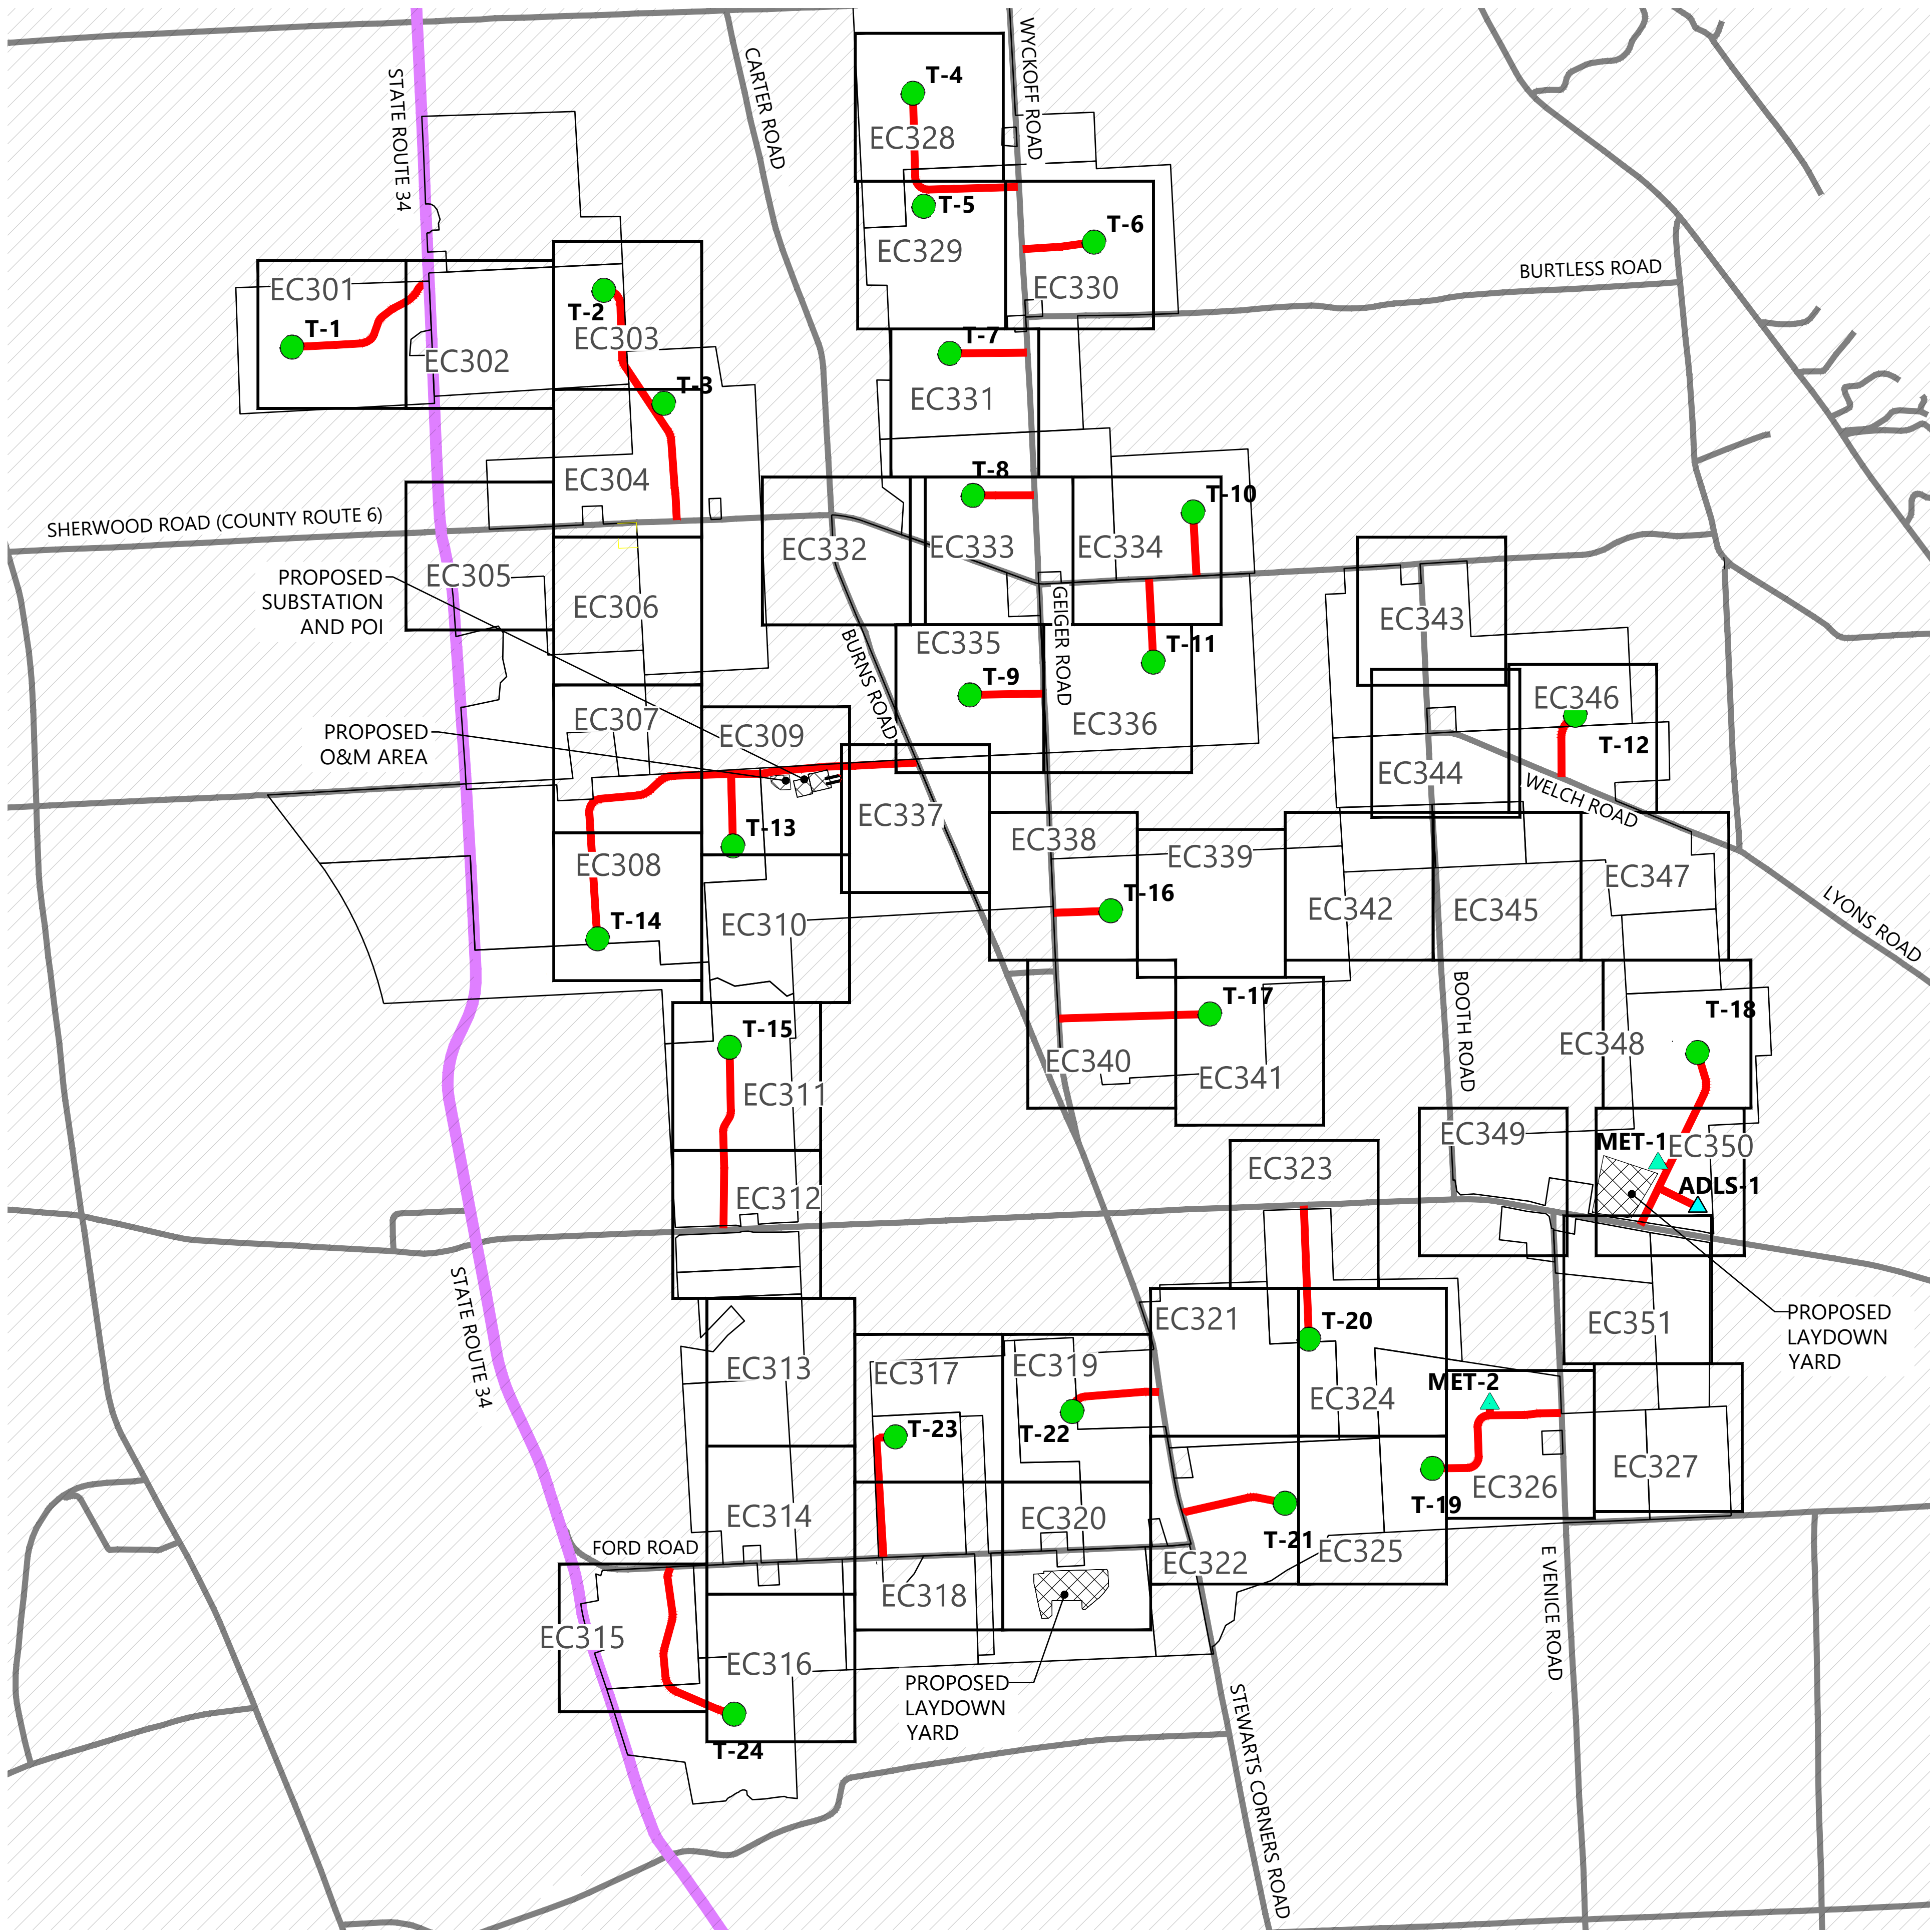 STATE ROUTE 34
CARTER ROAD
WYCKOFF ROAD
T-4
EC328
T-5
EC329
T-6
EC330
BURTLESS ROAD
EC301
T-1
EC302
T-2
EC303
T-3
T-7
EC331
EC304
T-8
T-10
SHERWOOD ROAD (COUNTY ROUTE 6)
EC332
EC333
EC334
EC305
PROPOSED
SUBSTATION
AND POI
EC306
EC343
GEIGER ROAD
BURNS ROAD
EC335
T-11
T-9
EC346
EC307
EC309
EC336
PROPOSED
O&M AREA
T-12
EC344
WELCH ROAD
EC337
T-13
EC338
EC339
EC308
EC347
T-16
T-14
EC310
EC342
EC345
LYONS ROAD
T-17
T-18
T-15
EC340
EC341
EC311
BOOTH ROAD
EC348
EC349
MET-1
EC350
EC323
ADLS-1
EC312
STATE ROUTE 34
EC321
T-20
EC351
PROPOSED
LAYDOWN
YARD
EC313
EC317
EC319
MET-2
EC324
T-23
T-22
EC327
EC326
T-19
EC314
EC320
T-21
FORD ROAD
EC322
EC325
EC318
E VENICE ROAD
EC315
EC316
PROPOSED
LAYDOWN
YARD
T-24
STEWARTS CORNERS ROAD